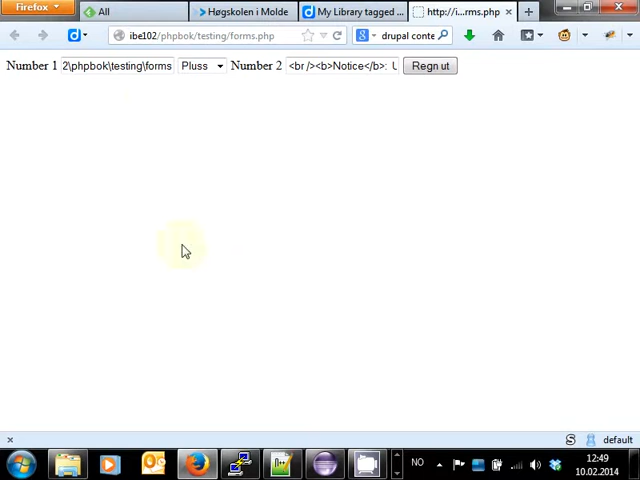 Firefox
All
Høgskolen i Molde
My Library tagged ...
http://i...rms.php
ibe102/phpbok/testing/forms.php
drupal conte
Number 1 2\phpbok\testing\forms Pluss Number 2 <br /><b>Notice</b>: U Regn ut
S default
NO 12:49
10.02.2014